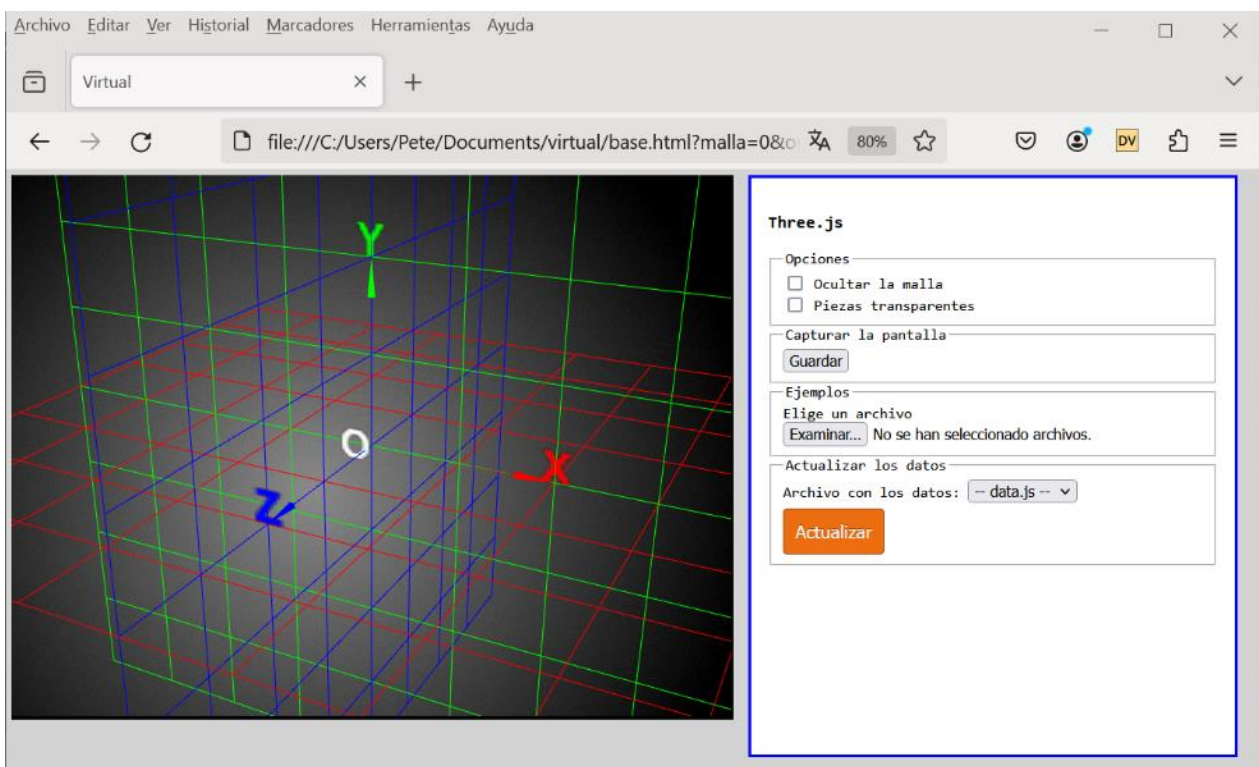 Archivo Editar Ver Historial Marcadores Herramientas Ayuda
Virtual
file:///C:/Users/Pete/Documents/virtual/base.html?malla=0&o
80%
DV
Y
O
X
Z
Three.js
Opciones
Ocultar la malla
Piezas transparentes
Capturar la pantalla
Guardar
Ejemplos
Elige un archivo
Examinar... No se han seleccionado archivos.
Actualizar los datos
Archivo con los datos: -- data.js --
Actualizar